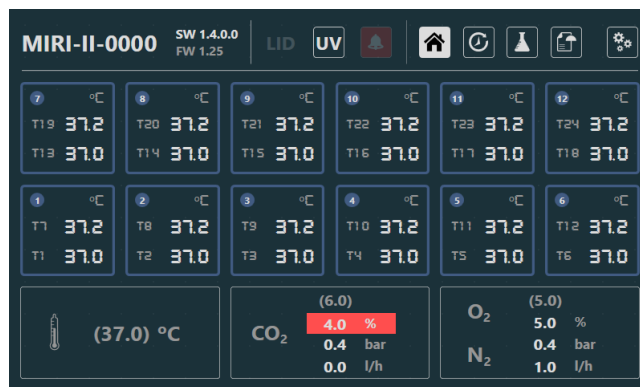 MIRI-II-0000 SW 1.4.0.0 LID UV
FW 1.25
7 °C 8 °C 9 °C 10 °C 11 °C 12 °C
T19 37.2 T20 37.2 T21 37.2 T22 37.2 T23 37.2 T24 37.2
T13 37.0 T14 37.0 T15 37.0 T16 37.0 T17 37.0 T18 37.0
1 °C 2 °C 3 °C 4 °C 5 °C 6 °C
T7 37.2 T8 37.2 T9 37.2 T10 37.2 T11 37.2 T12 37.2
T1 37.0 T2 37.0 T3 37.0 T4 37.0 T5 37.0 T6 37.0
(37.0) °C
(6.0)
CO₂ 4.0 %
0.4 bar
0.0 l/h
(5.0)
O₂ 5.0 %
N₂ 0.4 bar
1.0 l/h